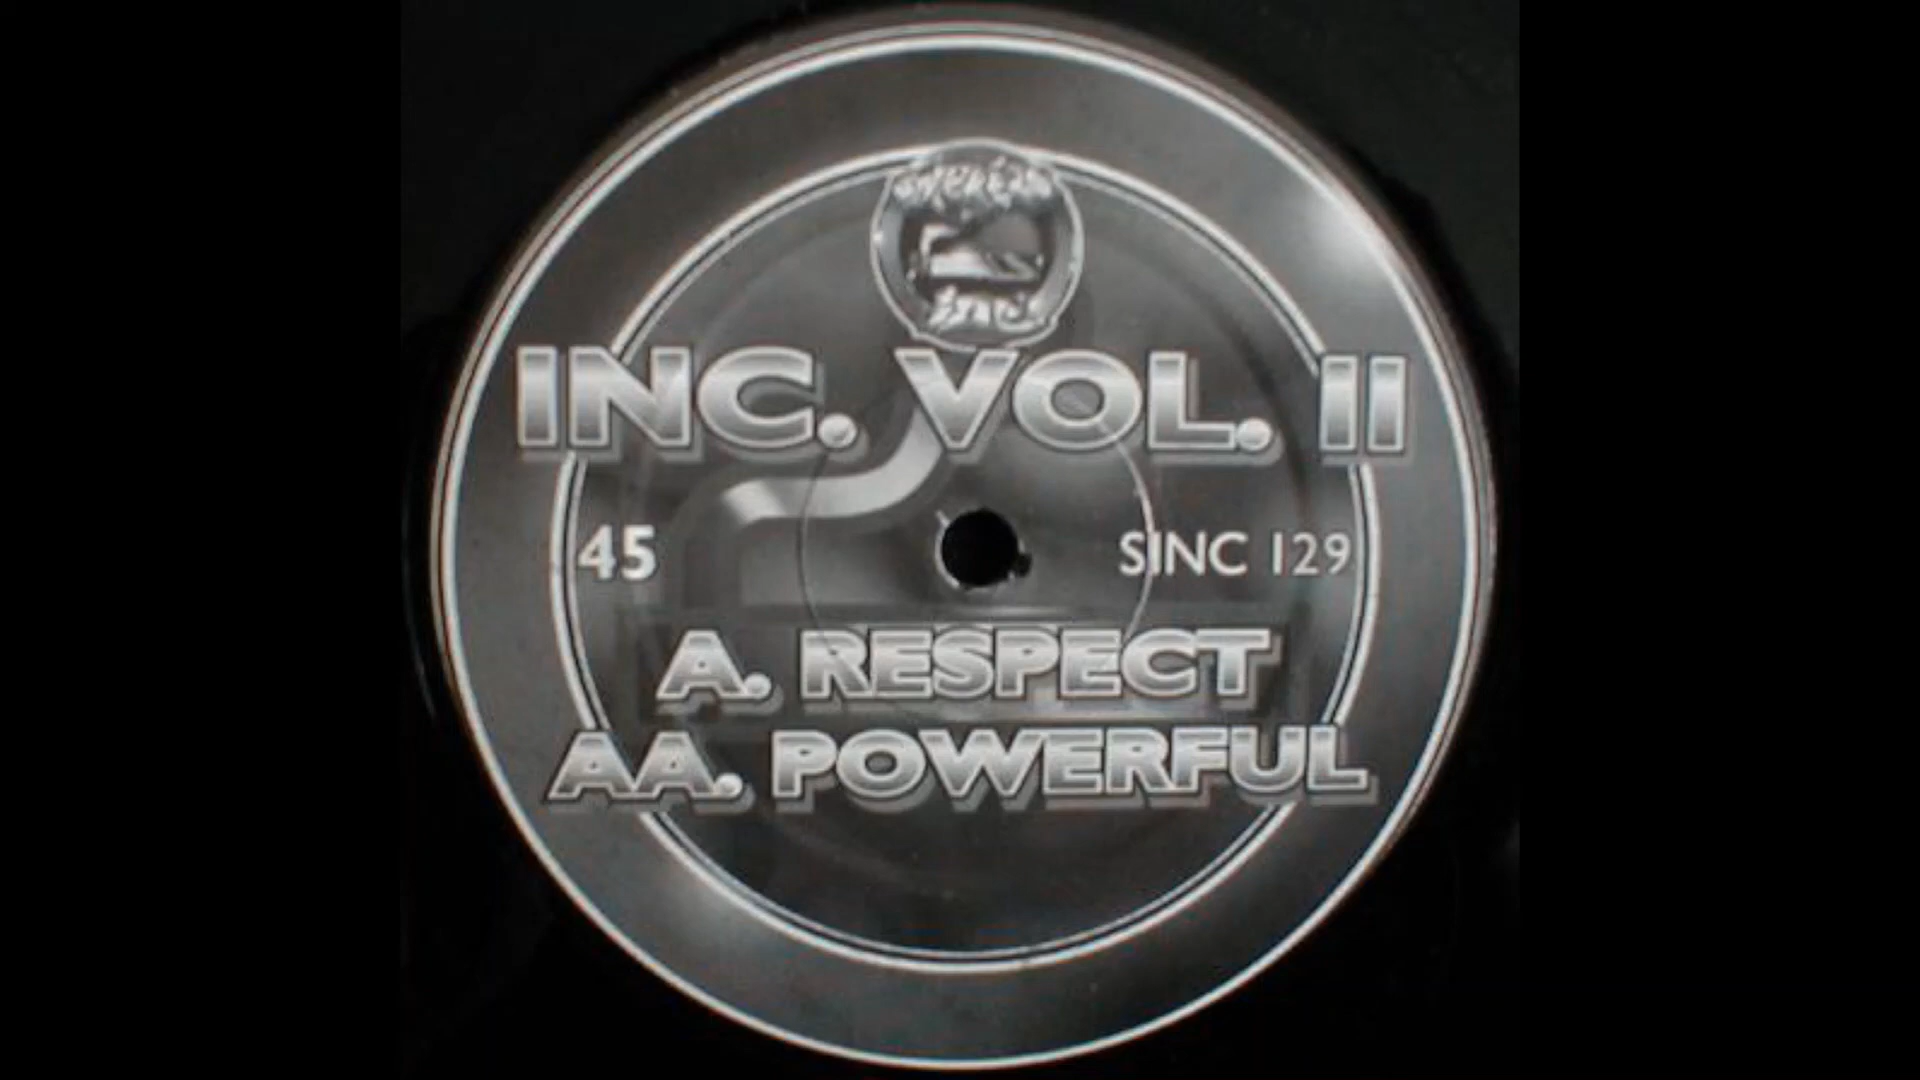 INC. VOL. II
45
SINC 129
A. RESPECT
AA. POWERFUL